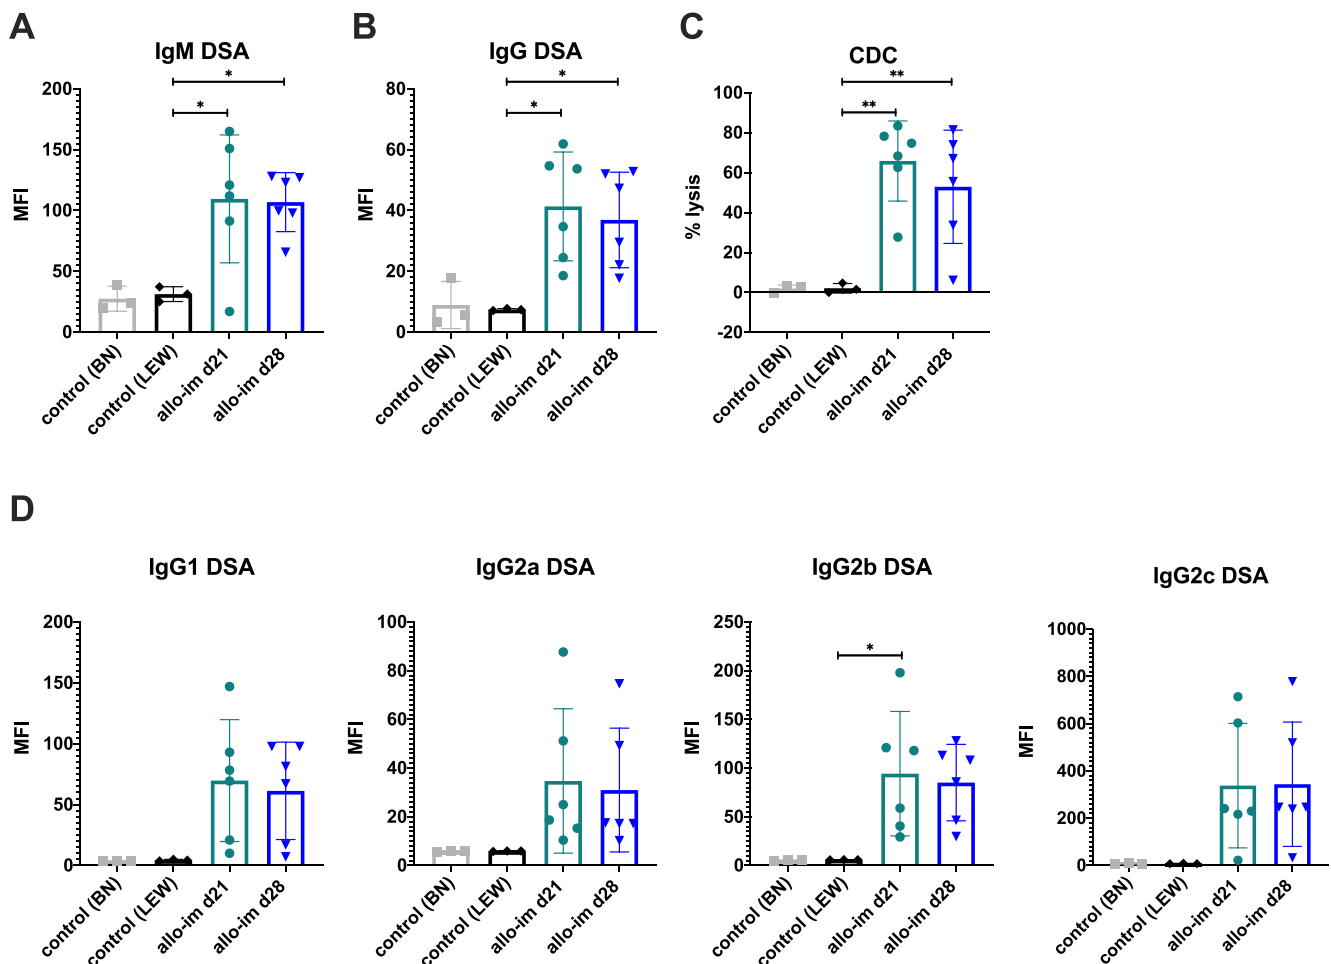 A
B
C
IgM DSA
IgG DSA
CDC
200
150
100
50
0
MFI
*
*
control (BN)
control (LEW)
allo-im d21
allo-im d28
80
60
40
20
0
MFI
*
*
control (BN)
control (LEW)
allo-im d21
allo-im d28
100
80
60
40
20
0
-20
% lysis
**
**
control (BN)
control (LEW)
allo-im d21
allo-im d28
D
IgG1 DSA
IgG2a DSA
IgG2b DSA
IgG2c DSA
200
150
100
50
0
MFI
control (BN)
control (LEW)
allo-im d21
allo-im d28
100
80
60
40
20
0
MFI
control (BN)
control (LEW)
allo-im d21
allo-im d28
250
200
150
100
50
0
MFI
*
control (BN)
control (LEW)
allo-im d21
allo-im d28
1000
800
600
400
200
0
MFI
control (BN)
control (LEW)
allo-im d21
allo-im d28